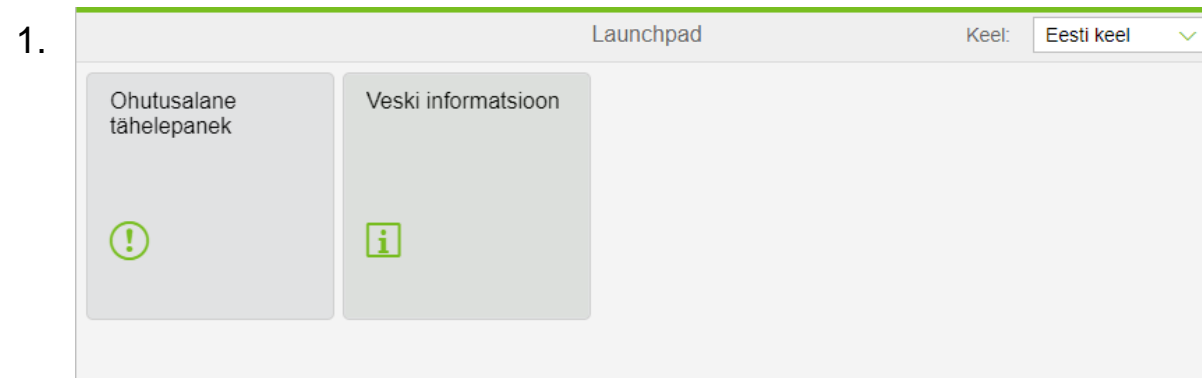 1.
Launchpad
Keel:
Eesti keel
Ohutusalane
tähelepanek
Veski informatsioon